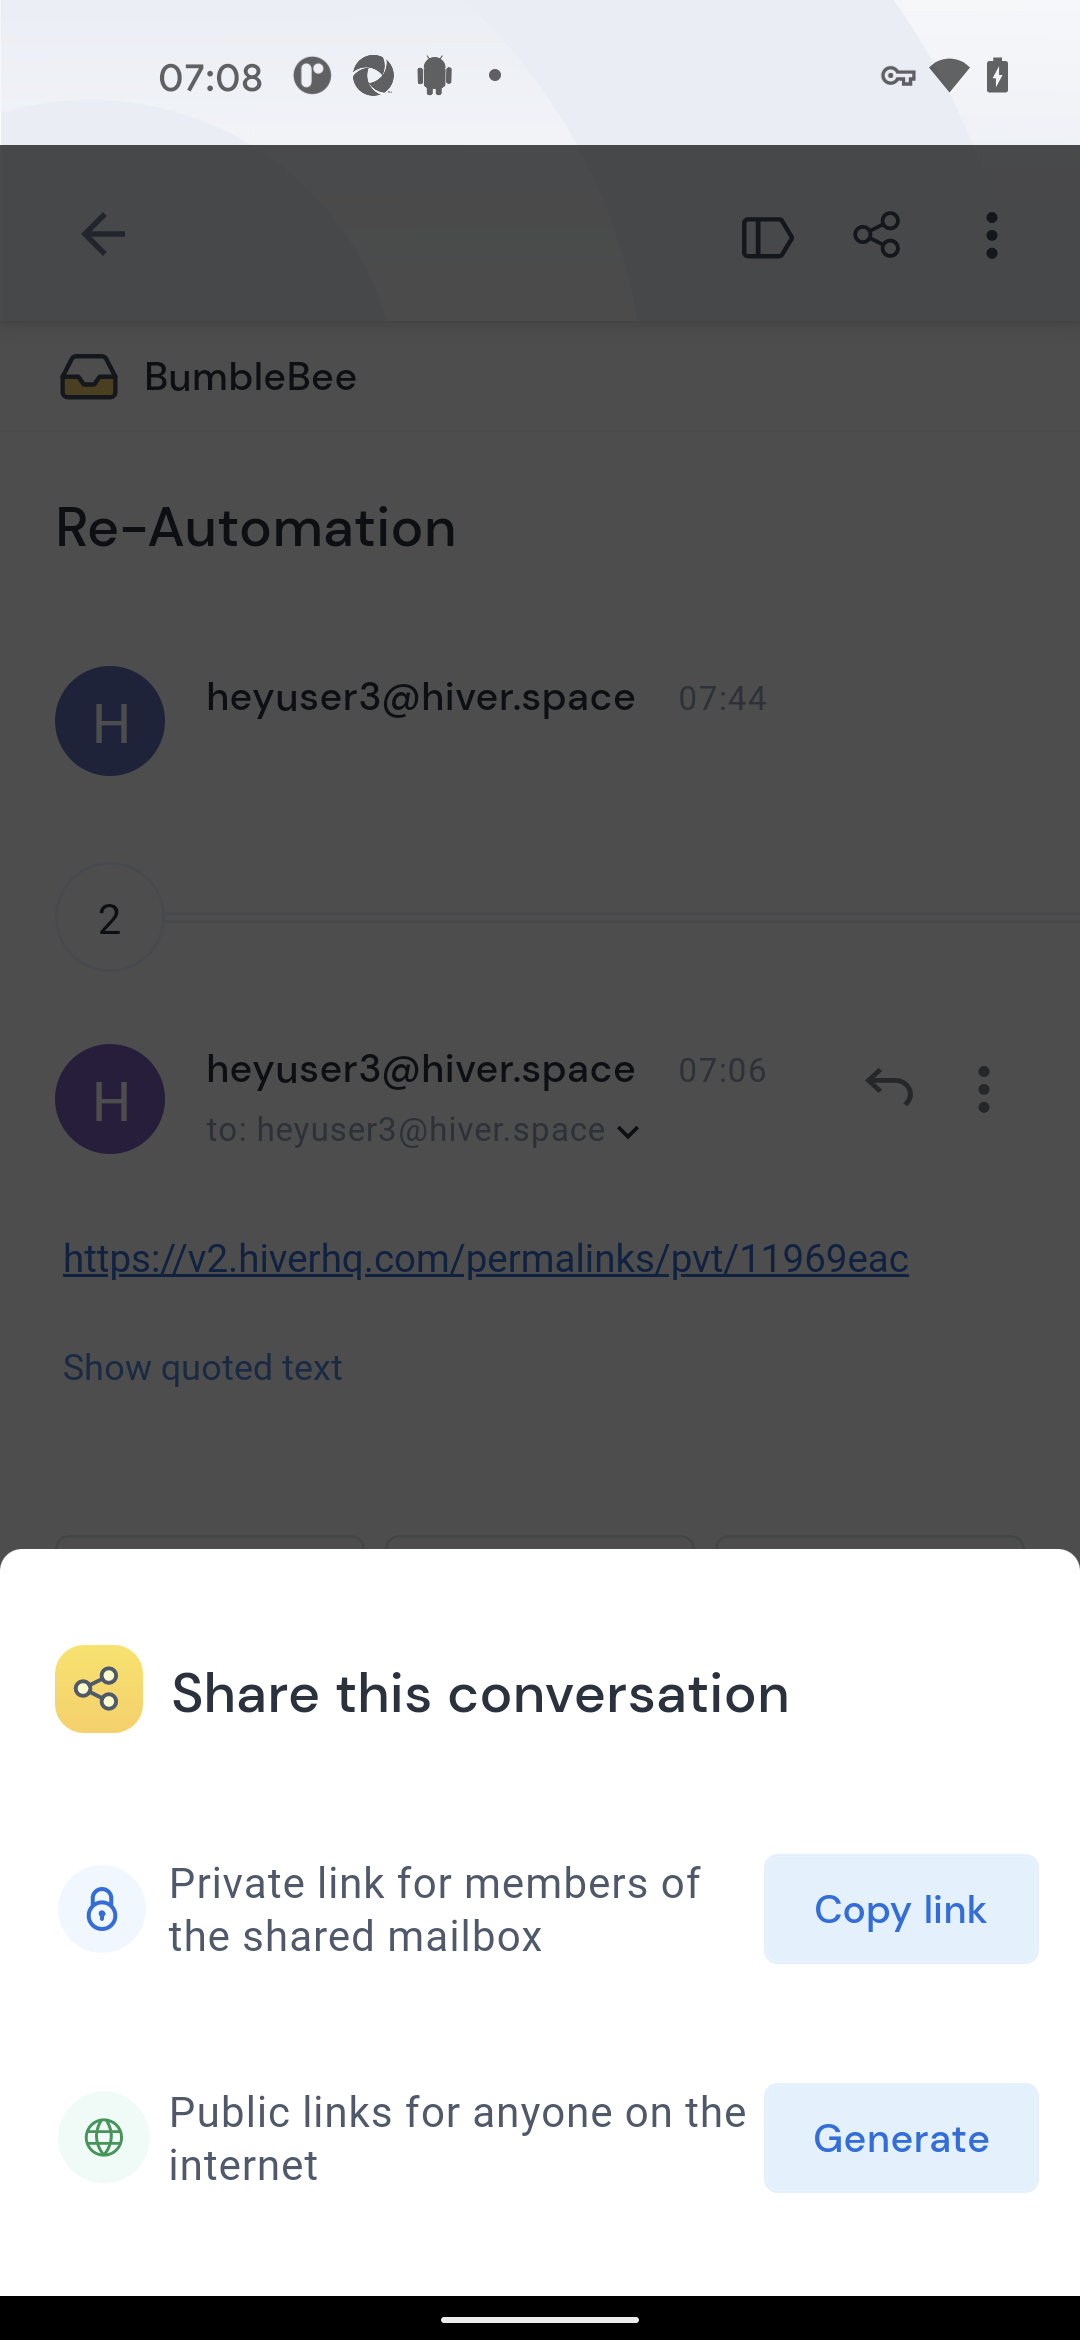 07:08
BumbleBee
Re-Automation
H
heyuser3@hiver.space 07:44
2
H
heyuser3@hiver.space 07:06
to: heyuser3@hiver.space
https://v2.hiverhq.com/permalinks/pvt/11969eac
Show quoted text
Share this conversation
Private link for members of
the shared mailbox
Copy link
Public links for anyone on the
internet
Generate